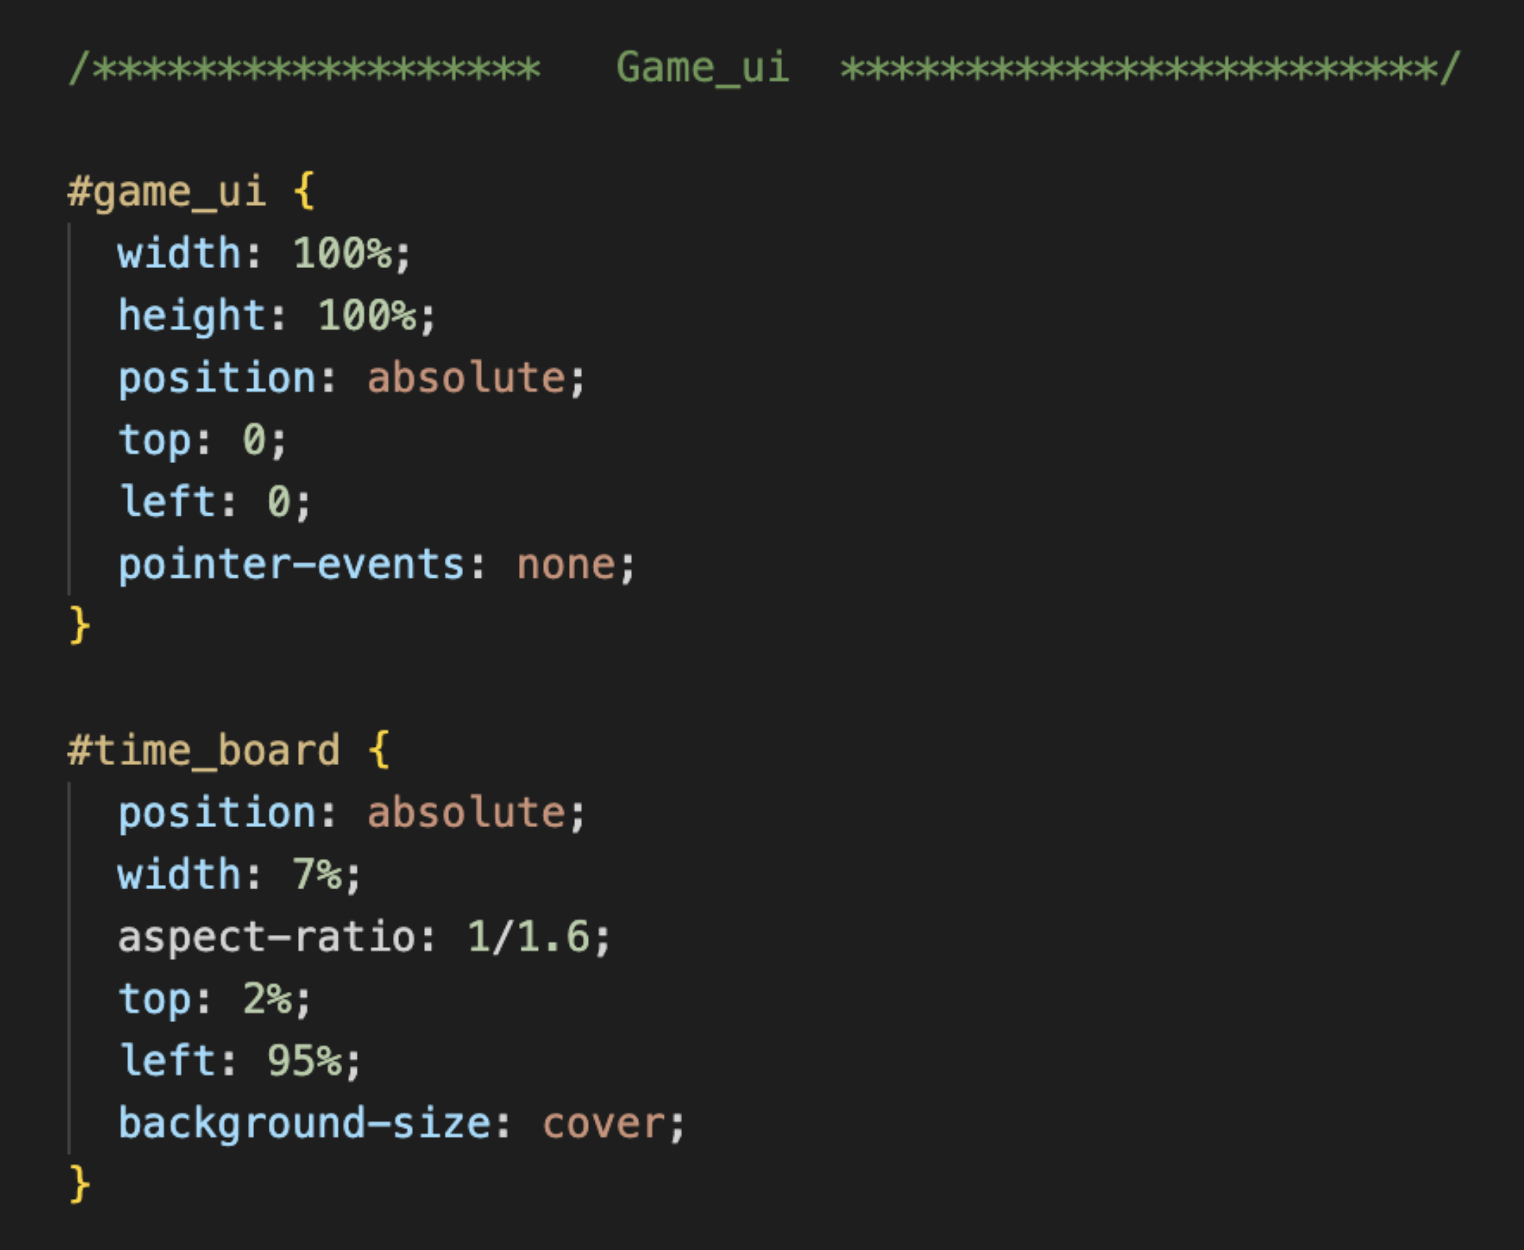 /******************   Game_ui  ************************/
#game_ui {
  width: 100%;
  height: 100%;
  position: absolute;
  top: 0;
  left: 0;
  pointer-events: none;
}
#time_board {
  position: absolute;
  width: 7%;
  aspect-ratio: 1/1.6;
  top: 2%;
  left: 95%;
  background-size: cover;
}